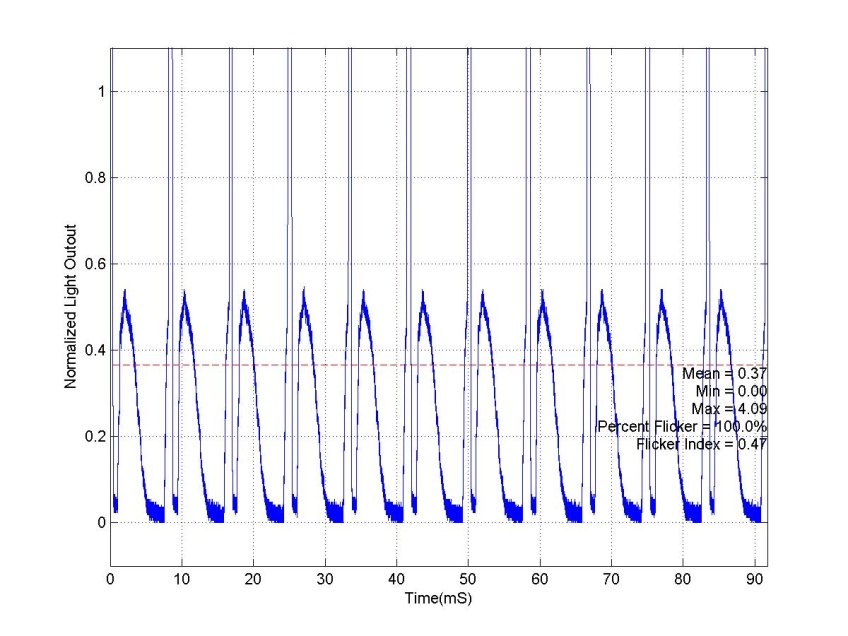 Normalized Light Outout
1
0.8
0.6
0.4
0.2
0
Mean = 0.37
Min = 0.00
Max = 4.09
Percent Flicker = 100.0%
Flicker Index = 0.47
0 10 20 30 40 50 60 70 80 90
Time(mS)